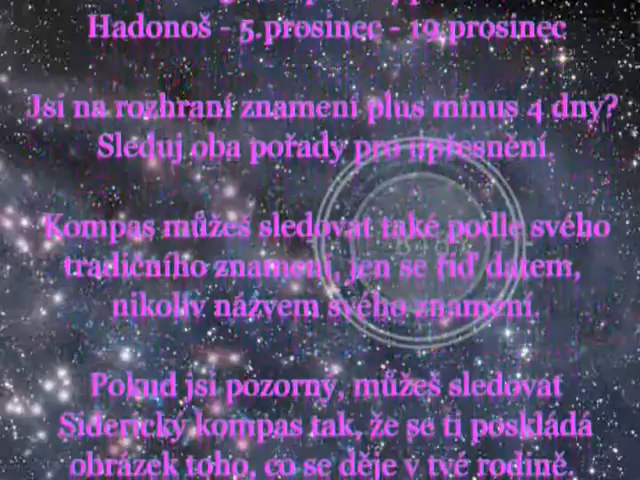 Hadonoš - 5.prosinec - 19.prosinec
Jsi na rozhraní znamení plus mínus 4 dny?
Sleduj oba pořady pro upřesnění.
Kompas můžeš sledovat také podle svého
tradičního znamení, jen se řiď datem,
nikoliv názvem svého znamení.
Pokud jsi pozorný, můžeš sledovat
Siderický kompas tak, že se ti poskládá
obrázek toho, co se děje v tvé rodině.